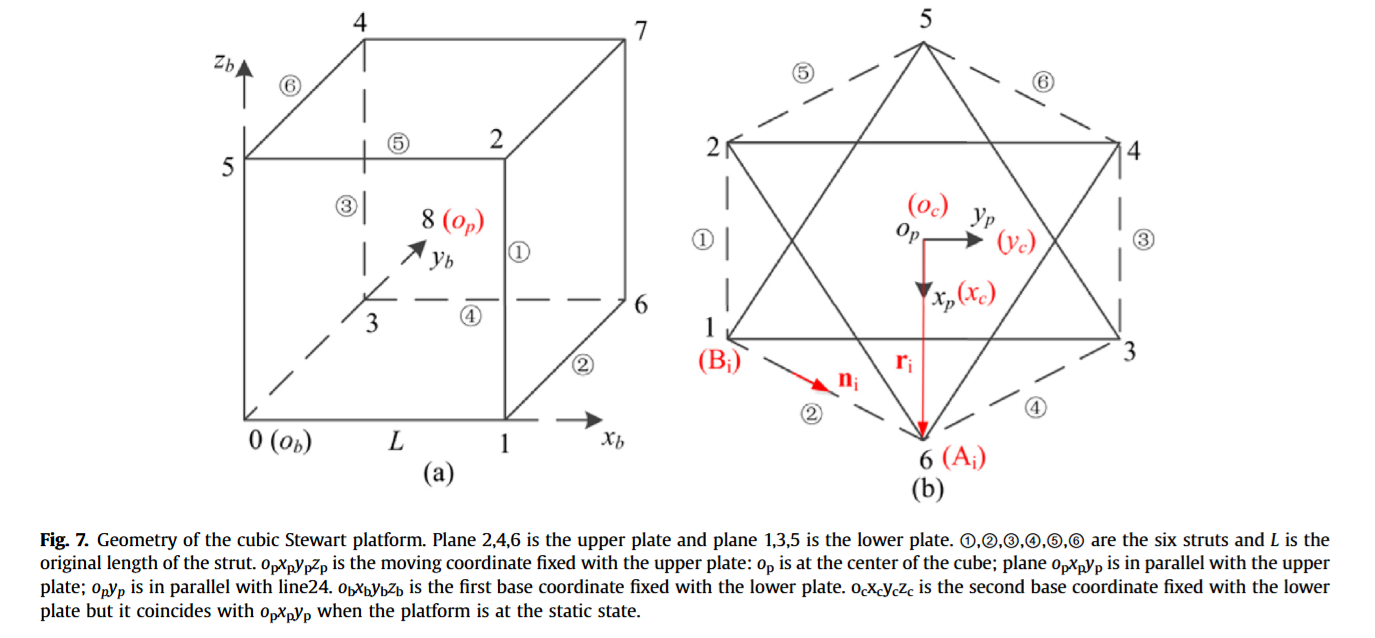 4
7
z_b
⑥
5
⑤
2
③
8 (o_p)
y_b
①
3
④
6
②
0 (o_b)
L
1
x_b
(a)
5
⑤
⑥
2
4
(o_c)
o_p
y_p
(y_c)
①
③
x_p(x_c)
1
(B_i)
r_i
n_i
3
②
④
6 (A_i)
(b)
Fig. 7. Geometry of the cubic Stewart platform. Plane 2,4,6 is the upper plate and plane 1,3,5 is the lower plate. ①,②,③,④,⑤,⑥ are the six struts and L is the
original length of the strut. o_px_py_pz_p is the moving coordinate fixed with the upper plate: o_p is at the center of the cube; plane o_px_py_p is in parallel with the upper
plate; o_py_p is in parallel with line24. o_bx_by_bz_b is the first base coordinate fixed with the lower plate. o_cx_cy_cz_c is the second base coordinate fixed with the lower
plate but it coincides with o_px_py_p when the platform is at the static state.